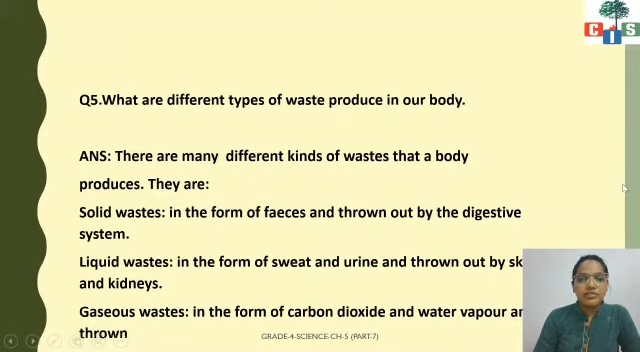 CIS
Q5.What are different types of waste produce in our body.
ANS: There are many different kinds of wastes that a body
produces. They are:
Solid wastes: in the form of faeces and thrown out by the digestive
system.
Liquid wastes: in the form of sweat and urine and thrown out by
and kidneys.
Gaseous wastes: in the form of carbon dioxide and water vapour
thrown
GRADE-4-SCIENCE-CH-5 (PART-7)